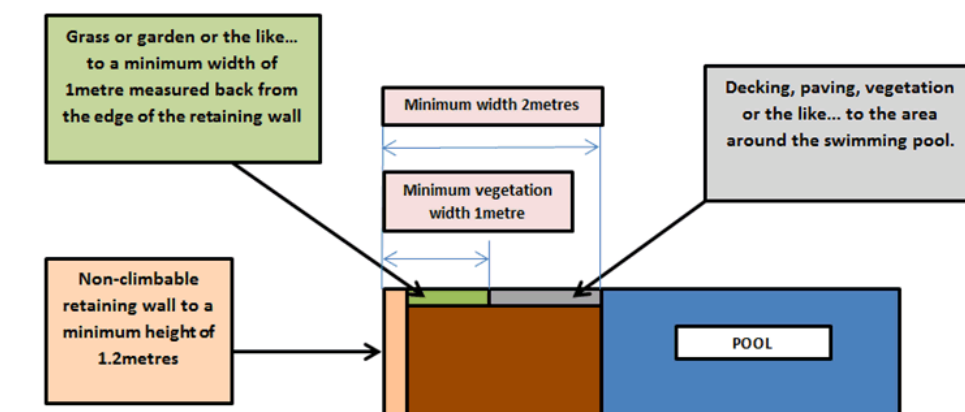 Grass or garden or the like...
to a minimum width of
1metre measured back from
the edge of the retaining wall
Minimum width 2metres
Decking, paving, vegetation
or the like... to the area
around the swimming pool.
Minimum vegetation
width 1metre
Non-climbable
retaining wall to a
minimum height of
1.2metres
POOL